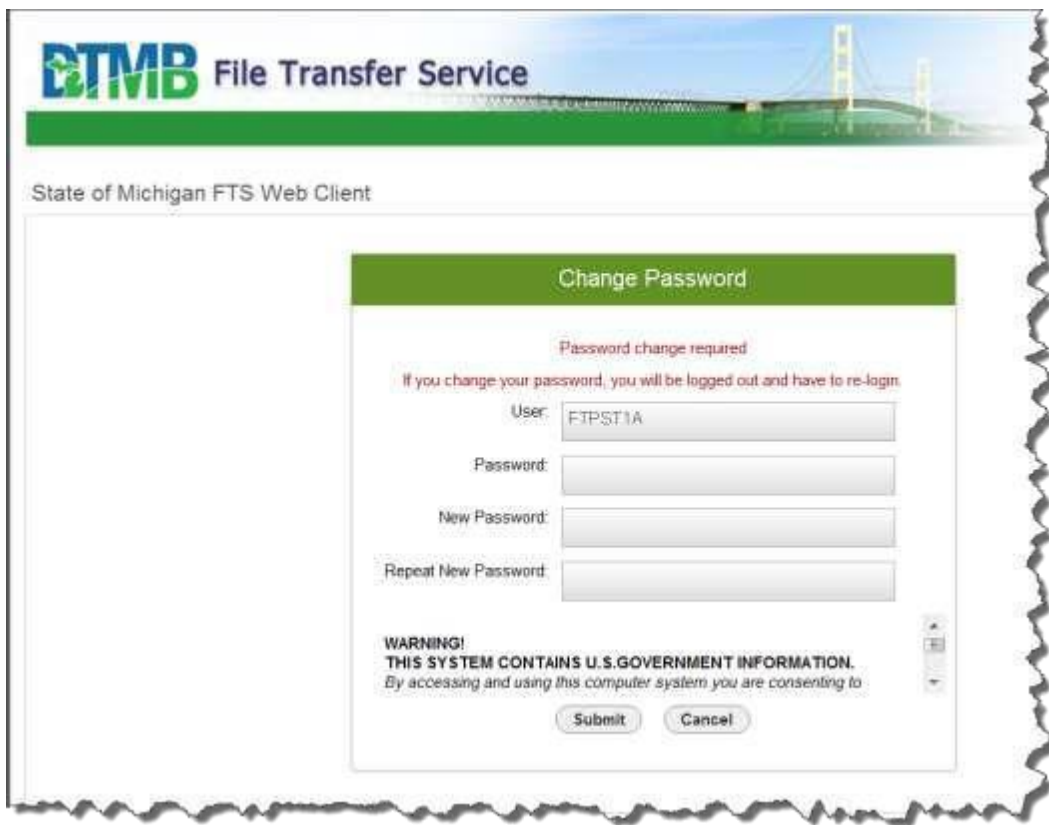 DTMB File Transfer Service
State of Michigan FTS Web Client
Change Password
Password change required
If you change your password, you will be logged out and have to re-login.
User: FTPST1A
Password:
New Password:
Repeat New Password:
WARNING!
THIS SYSTEM CONTAINS U.S.GOVERNMENT INFORMATION.
By accessing and using this computer system you are consenting to
Submit Cancel